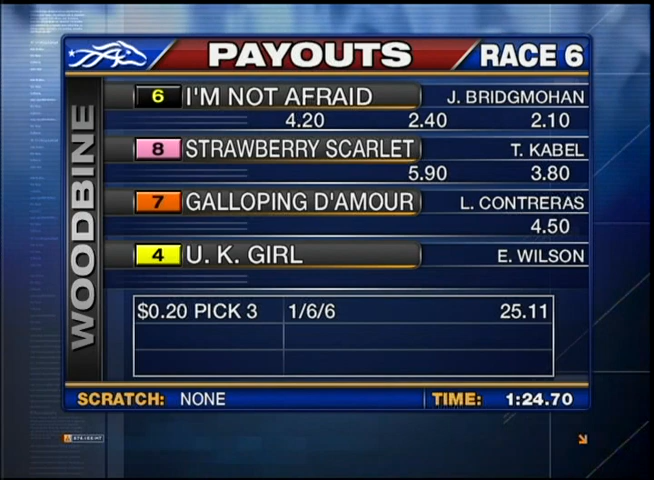 PAYOUTS RACE 6
WOODBINE
6 I'M NOT AFRAID J. BRIDGMOHAN
4.20 2.40 2.10
8 STRAWBERRY SCARLET T. KABEL
5.90 3.80
7 GALLOPING D'AMOUR L. CONTRERAS
4.50
4 U. K. GIRL E. WILSON
$0.20 PICK 3 1/6/6 25.11
SCRATCH: NONE TIME: 1:24.70